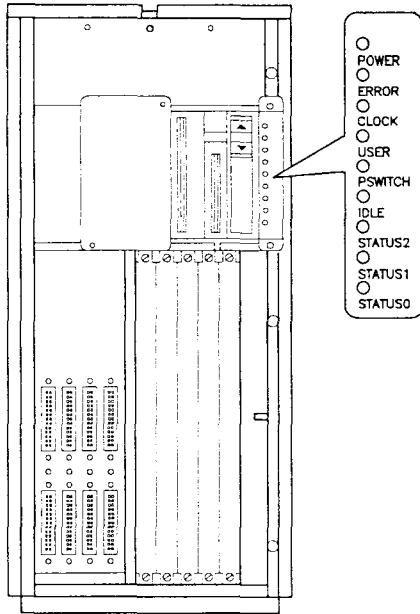 POWER
ERROR
CLOCK
USER
PSWITCH
IDLE
STATUS2
STATUS1
STATUS0